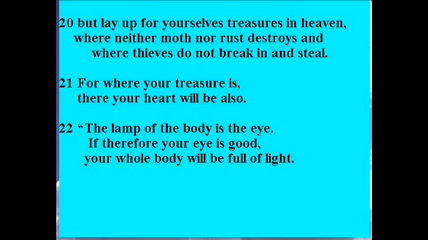 20 but lay up for yourselves treasures in heaven,
where neither moth nor rust destroys and
where thieves do not break in and steal.
21 For where your treasure is,
there your heart will be also.
22 “The lamp of the body is the eye.
If therefore your eye is good,
your whole body will be full of light.